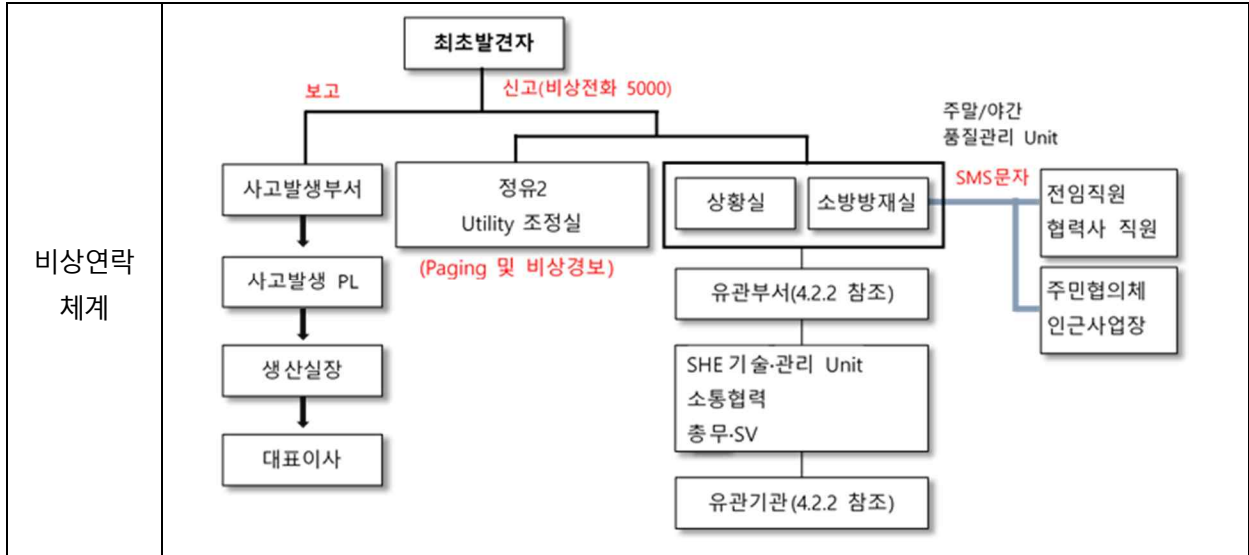 비상연락
체계
최초발견자
보고
신고(비상전화 5000)
사고발생부서
사고발생 PL
생산실장
대표이사
정유2
Utility 조정실
(Paging 및 비상경보)
상황실
소방방재실
유관부서(4.2.2 참조)
SHE기술·관리 Unit
소통협력
총무·SV
유관기관(4.2.2 참조)
주말/야간
품질관리 Unit
SMS문자
전임직원
협력사 직원
주민협의체
인근사업장